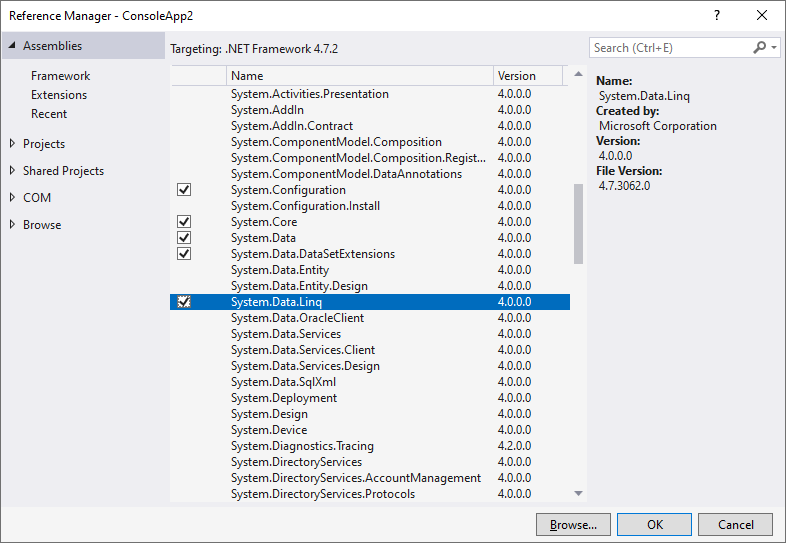 Reference Manager - ConsoleApp2
Assemblies
Framework
Extensions
Recent
Projects
Shared Projects
COM
Browse
Targeting: .NET Framework 4.7.2
Search (Ctrl+E)
Name Version
System.Activities.Presentation 4.0.0.0
System.AddIn 4.0.0.0
System.AddIn.Contract 4.0.0.0
System.ComponentModel.Composition 4.0.0.0
System.ComponentModel.Composition.Regist... 4.0.0.0
System.ComponentModel.DataAnnotations 4.0.0.0
System.Configuration 4.0.0.0
System.Configuration.Install 4.0.0.0
System.Core 4.0.0.0
System.Data 4.0.0.0
System.Data.DataSetExtensions 4.0.0.0
System.Data.Entity 4.0.0.0
System.Data.Entity.Design 4.0.0.0
System.Data.Linq 4.0.0.0
System.Data.OracleClient 4.0.0.0
System.Data.Services 4.0.0.0
System.Data.Services.Client 4.0.0.0
System.Data.Services.Design 4.0.0.0
System.Data.SqlXml 4.0.0.0
System.Deployment 4.0.0.0
System.Design 4.0.0.0
System.Device 4.0.0.0
System.Diagnostics.Tracing 4.2.0.0
System.DirectoryServices 4.0.0.0
System.DirectoryServices.AccountManagement 4.0.0.0
System.DirectoryServices.Protocols 4.0.0.0
Name:
System.Data.Linq
Created by:
Microsoft Corporation
Version:
4.0.0.0
File Version:
4.7.3062.0
Browse... OK Cancel